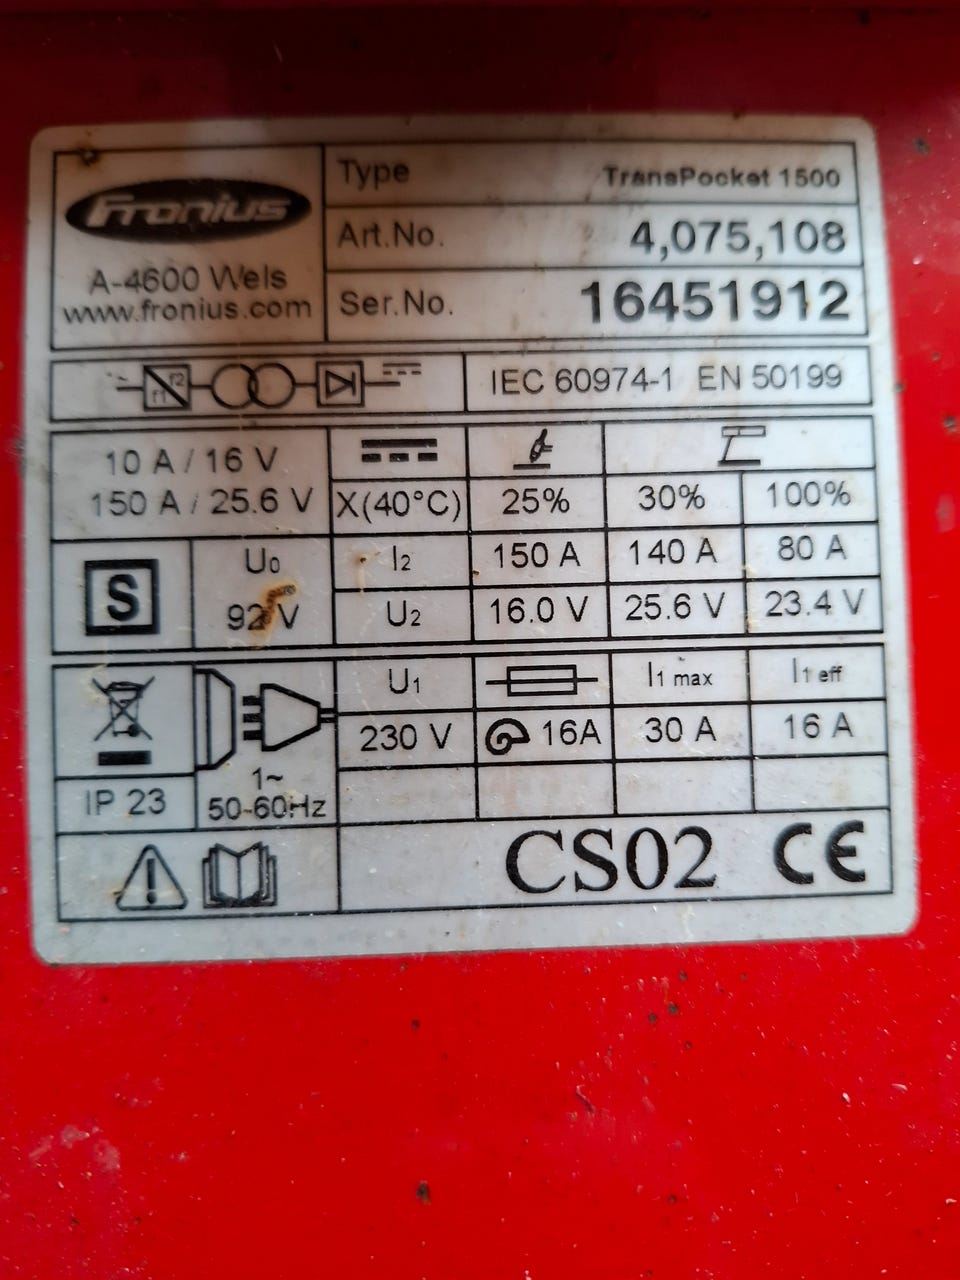 Fronius
A-4600 Wels
www.fronius.com
Type TransPocket 1500
Art.No. 4,075,108
Ser.No. 16451912
f1 f2
IEC 60974-1 EN 50199
10 A / 16 V
150 A / 25.6 V
X(40°C) 25% 30% 100%
S
U0
92 V
I2 150 A 140 A 80 A
U2 16.0 V 25.6 V 23.4 V
U1 I1 max I1 eff
230 V 16A 30 A 16 A
1~
50-60Hz
IP 23
CS02 CE